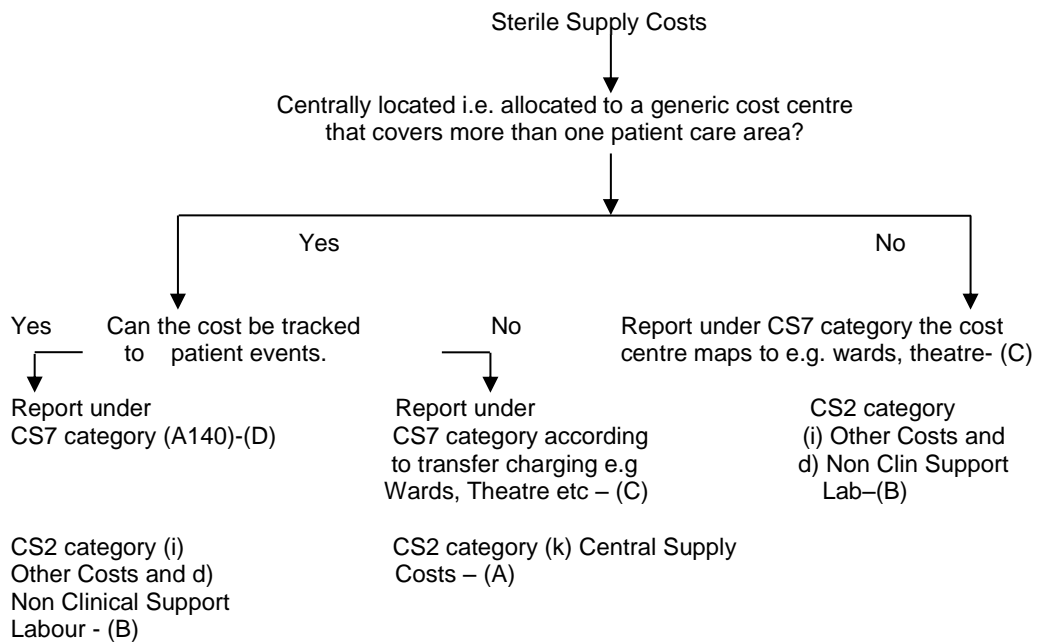 Sterile Supply Costs
Centrally located i.e. allocated to a generic cost centre
that covers more than one patient care area?
Yes
No
Yes
Can the cost be tracked
to patient events.
No
Report under CS7 category the cost
centre maps to e.g. wards, theatre- (C)
Report under
CS7 category (A140)-(D)
CS2 category (i)
Other Costs and d)
Non Clinical Support
Labour - (B)
Report under
CS7 category according
to transfer charging e.g
Wards, Theatre etc – (C)
CS2 category (k) Central Supply
Costs – (A)
CS2 category
(i) Other Costs and
d) Non Clin Support
Lab–(B)